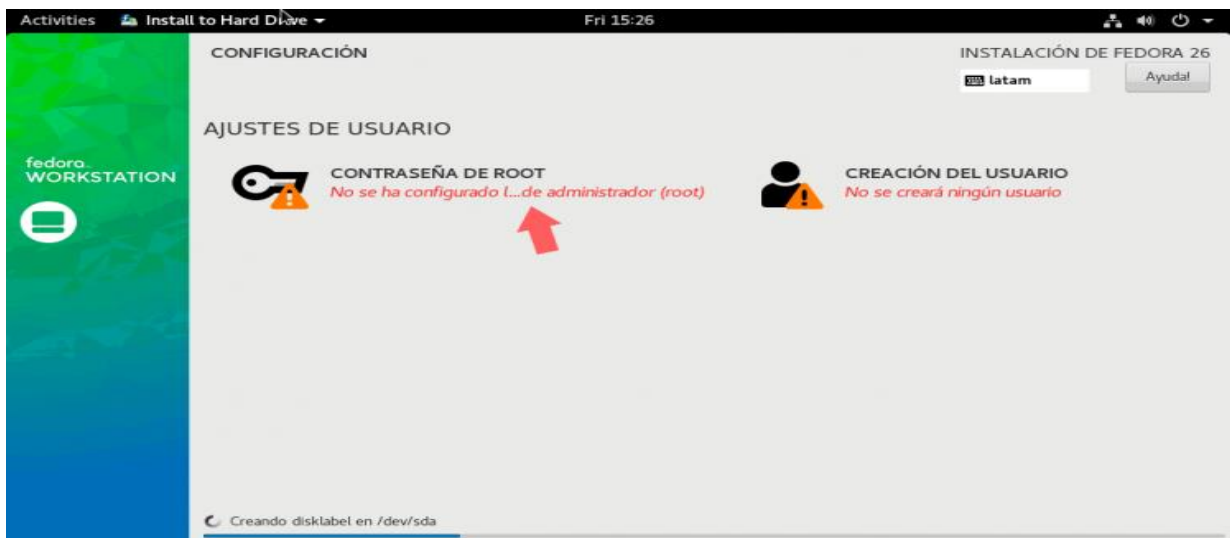 Activities Install to Hard Drive Fri 15:26
CONFIGURACIÓN
INSTALACIÓN DE FEDORA 26
latam
Ayuda!
AJUSTES DE USUARIO
fedora
WORKSTATION
CONTRASEÑA DE ROOT
No se ha configurado l...de administrador (root)
CREACIÓN DEL USUARIO
No se creará ningún usuario
Creando disklabel en /dev/sda